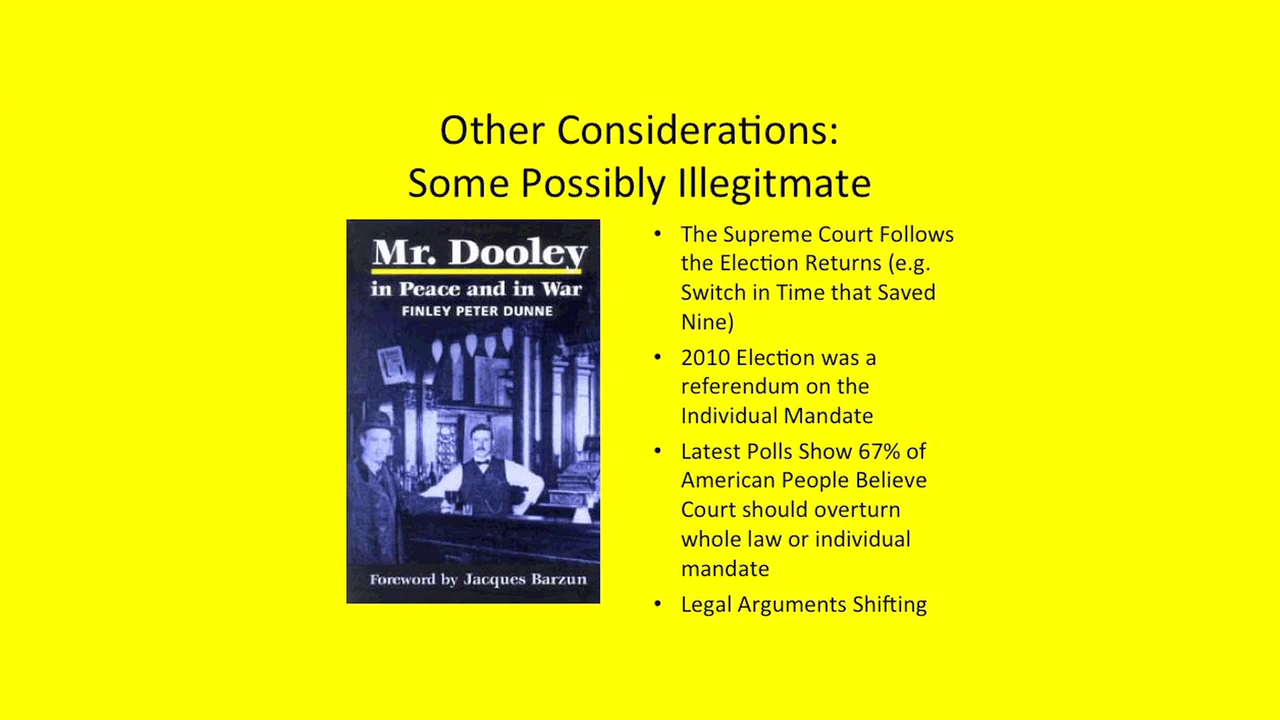 Other Considerations:
Some Possibly Illegitmate
Mr. Dooley
in Peace and in War
FINLEY PETER DUNNE
Foreword by Jacques Barzun
• The Supreme Court Follows
the Election Returns (e.g.
Switch in Time that Saved
Nine)
• 2010 Election was a
referendum on the
Individual Mandate
• Latest Polls Show 67% of
American People Believe
Court should overturn
whole law or individual
mandate
• Legal Arguments Shifting